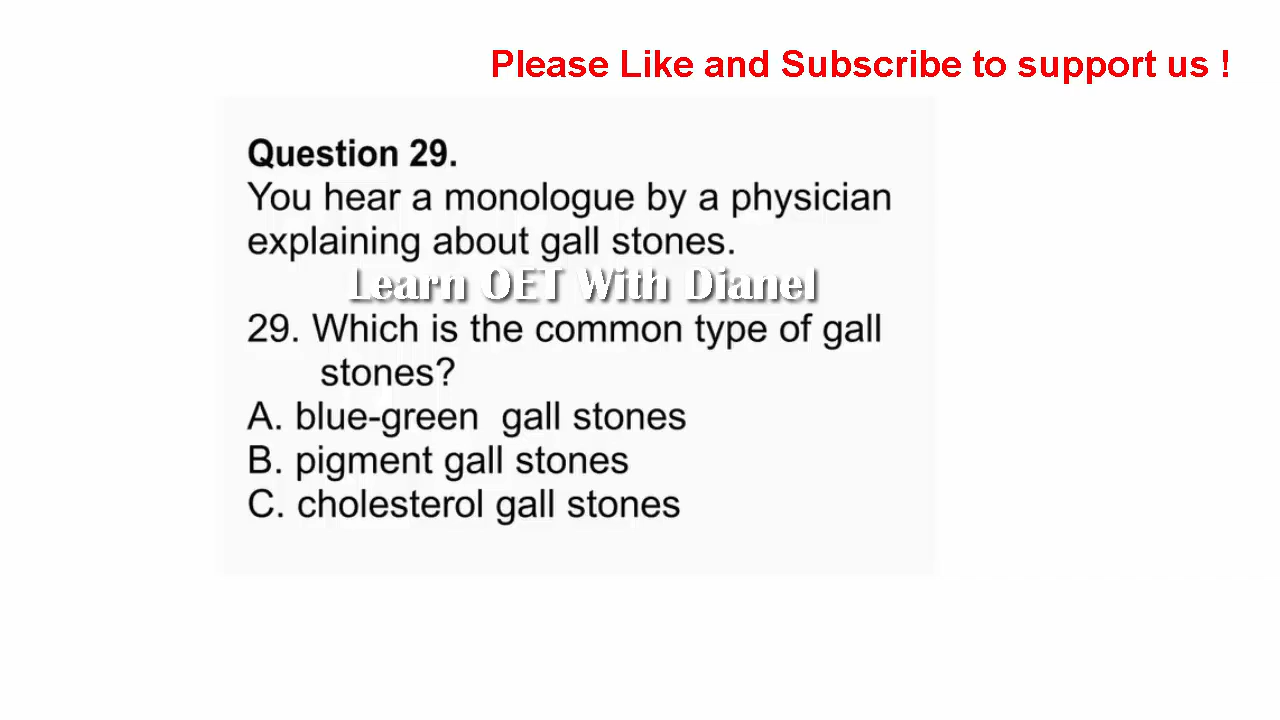 Please Like and Subscribe to support us !
Question 29.
You hear a monologue by a physician
explaining about gall stones.
Learn OET With Dianel
29. Which is the common type of gall
stones?
A. blue-green gall stones
B. pigment gall stones
C. cholesterol gall stones